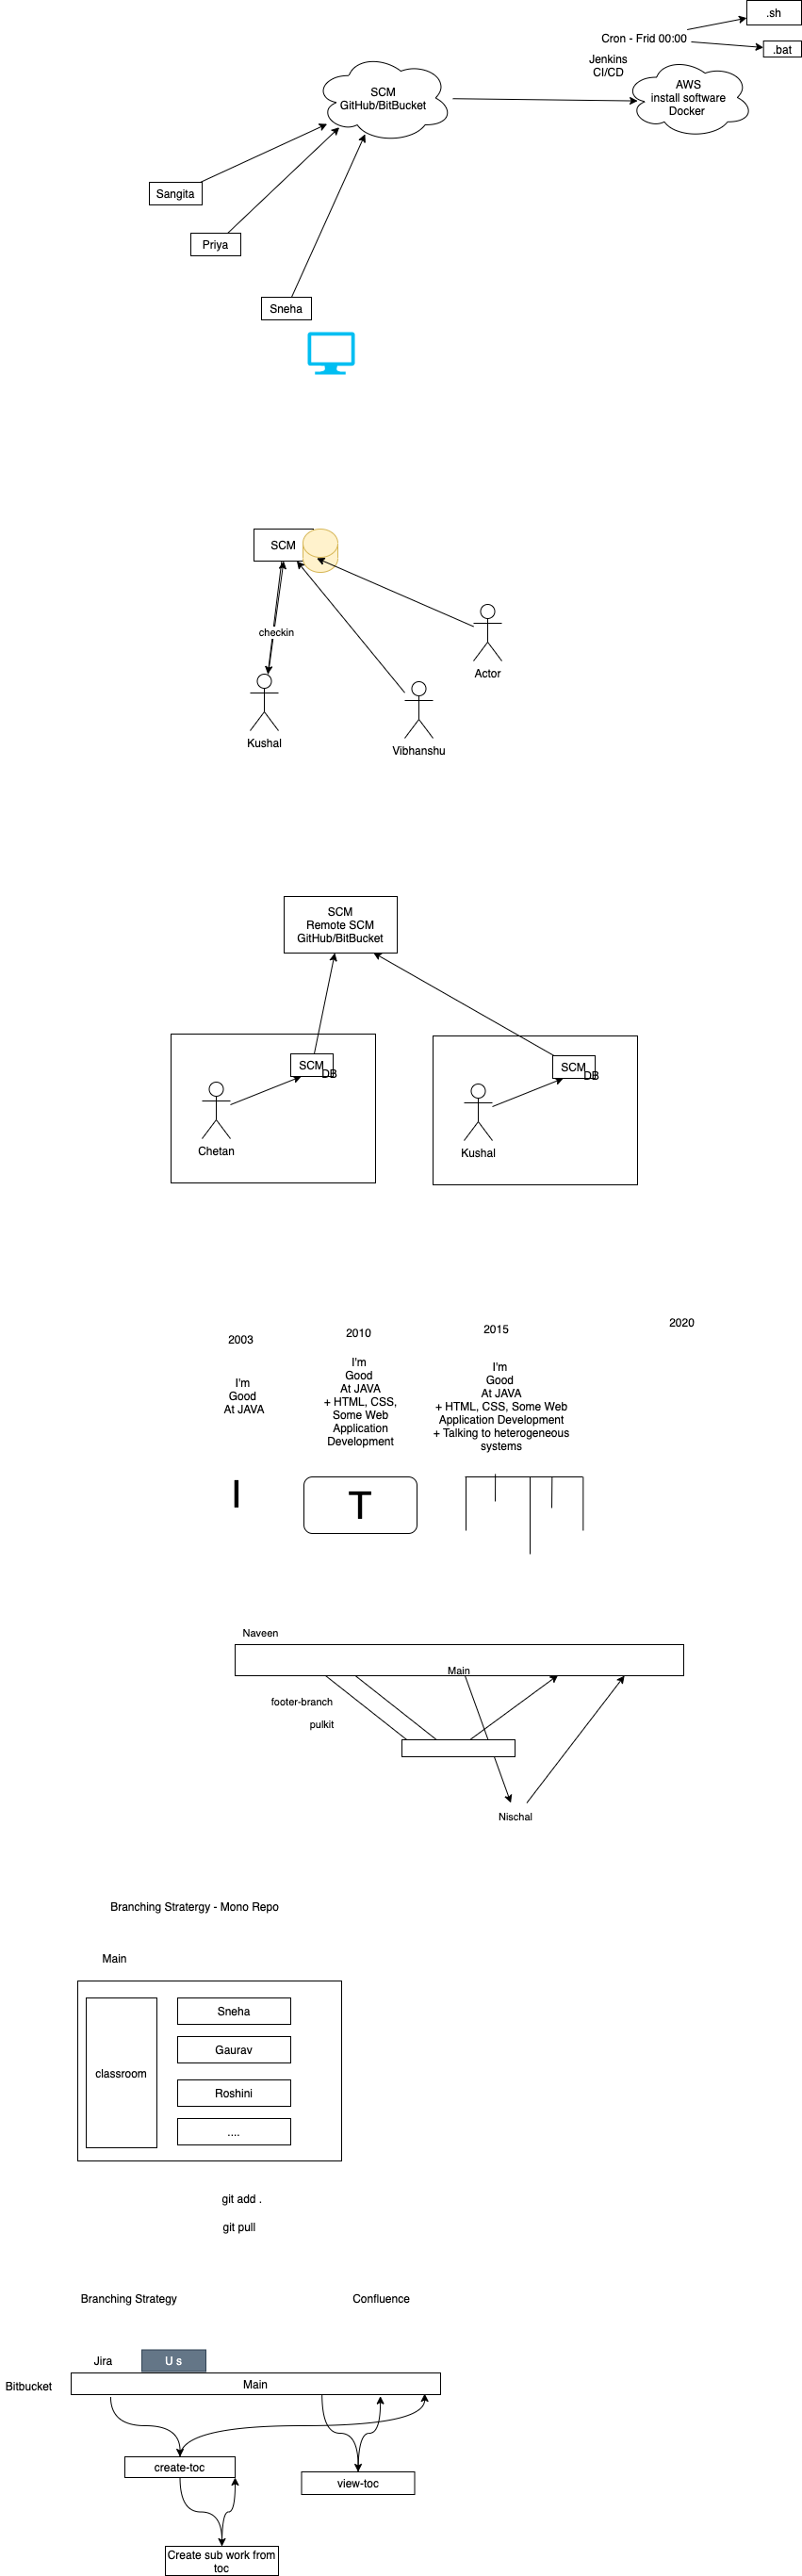 .sh
Cron - Frid 00:00
.bat
Jenkins
CI/CD
SCM
GitHub/BitBucket
AWS
install software
Docker
Sangita
Priya
Sneha
SCM
checkin
Actor
Kushal
Vibhanshu
SCM
Remote SCM
GitHub/BitBucket
SCM
DB
Chetan
SCM
DB
Kushal
2003
I'm
Good
At JAVA
I
2010
I'm
Good
At JAVA
+ HTML, CSS,
Some Web
Application
Development
T
2015
I'm
Good
At JAVA
+ HTML, CSS, Some Web
Application Development
+ Talking to heterogeneous
systems
2020
Naveen
Main
footer-branch
pulkit
Nischal
Branching Stratergy - Mono Repo
Main
classroom
Sneha
Gaurav
Roshini
....
git add .
git pull
Branching Strategy
Confluence
Jira
U s
Bitbucket
Main
create-toc
view-toc
Create sub work from
toc